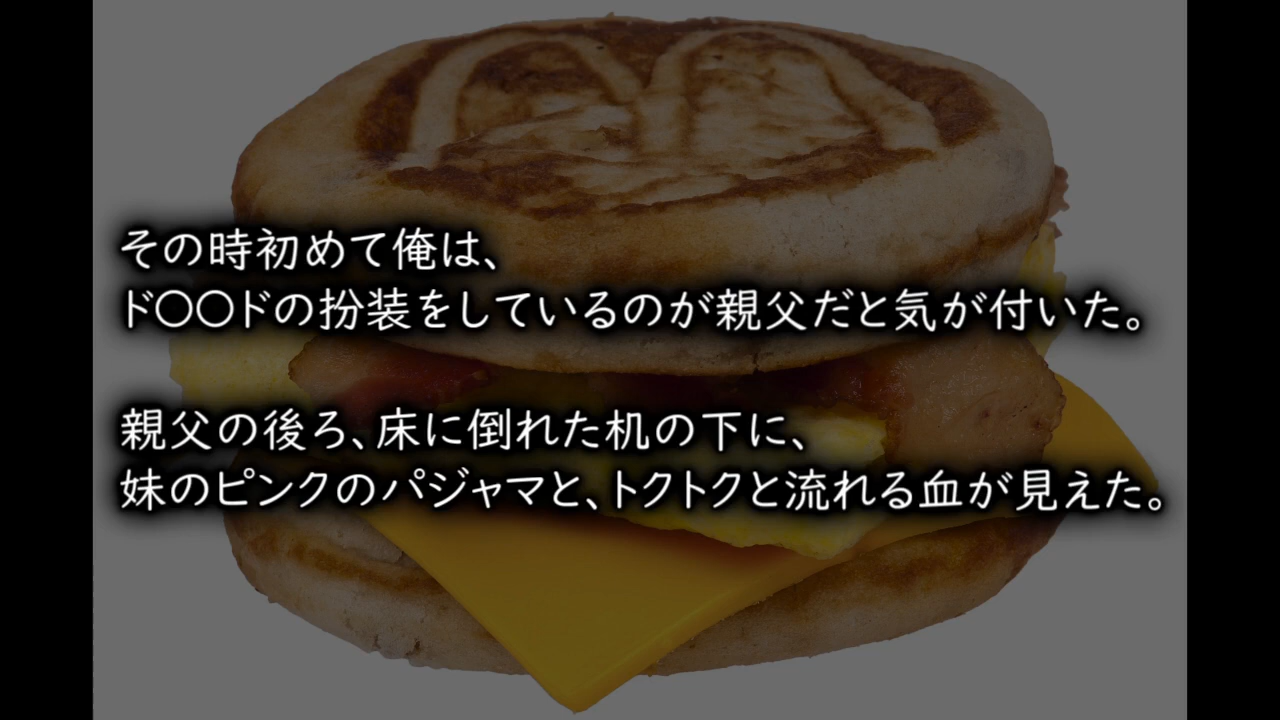 その時初めて俺は、
ド〇〇ドの扮装をしているのが親父だと気が付いた。
親父の後ろ、床に倒れた机の下に、
妹のピンクのパジャマと、トクトクと流れる血が見えた。